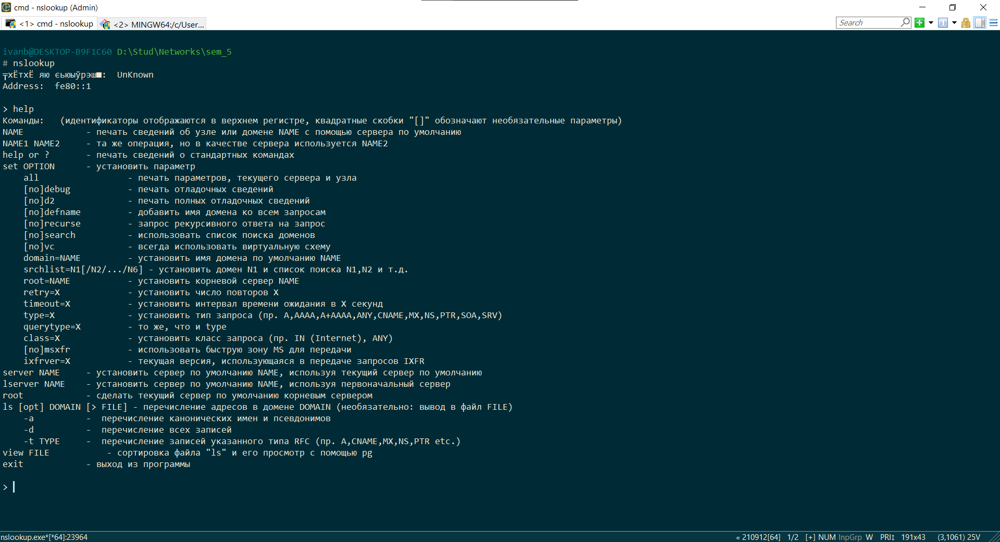 cmd - nslookup (Admin)
<1> cmd - nslookup <2> MINGW64:/c/User... Search
ivanb@DESKTOP-B9F1C60 D:\Stud\Networks\sem_5
# nslookup
╤хЁтхЁ яю єьюыўрэш■:  UnKnown
Address:  fe80::1
> help
Команды:   (идентификаторы отображаются в верхнем регистре, квадратные скобки "[]" обозначают необязательные параметры)
NAME            - печать сведений об узле или домене NAME с помощью сервера по умолчанию
NAME1 NAME2     - та же операция, но в качестве сервера используется NAME2
help or ?       - печать сведений о стандартных командах
set OPTION      - установить параметр
    all                 - печать параметров, текущего сервера и узла
    [no]debug           - печать отладочных сведений
    [no]d2              - печать полных отладочных сведений
    [no]defname         - добавить имя домена ко всем запросам
    [no]recurse         - запрос рекурсивного ответа на запрос
    [no]search          - использовать список поиска доменов
    [no]vc              - всегда использовать виртуальную схему
    domain=NAME         - установить имя домена по умолчанию NAME
    srchlist=N1[/N2/.../N6] - установить домен N1 и список поиска N1,N2 и т.д.
    root=NAME           - установить корневой сервер NAME
    retry=X             - установить число повторов X
    timeout=X           - установить интервал времени ожидания в X секунд
    type=X              - установить тип запроса (пр. A,AAAA,A+AAAA,ANY,CNAME,MX,NS,PTR,SOA,SRV)
    querytype=X         - то же, что и type
    class=X             - установить класс запроса (пр. IN (Internet), ANY)
    [no]msxfr           - использовать быструю зону MS для передачи
    ixfrver=X           - текущая версия, использующаяся в передаче запросов IXFR
server NAME     - установить сервер по умолчанию NAME, используя текущий сервер по умолчанию
lserver NAME    - установить сервер по умолчанию NAME, используя первоначальный сервер
root            - сделать текущий сервер по умолчанию корневым сервером
ls [opt] DOMAIN [> FILE] - перечисление адресов в домене DOMAIN (необязательно: вывод в файл FILE)
    -a          -  перечисление канонических имен и псевдонимов
    -d          -  перечисление всех записей
    -t TYPE     -  перечисление записей указанного типа RFC (пр. A,CNAME,MX,NS,PTR etc.)
view FILE           - сортировка файла "ls" и его просмотр с помощью pg
exit            - выход из программы
>
nslookup.exe*[*64]:23964 « 210912[64] 1/2 [+] NUM InpGrp W PRI↕ 191x43 (3,1061) 25V